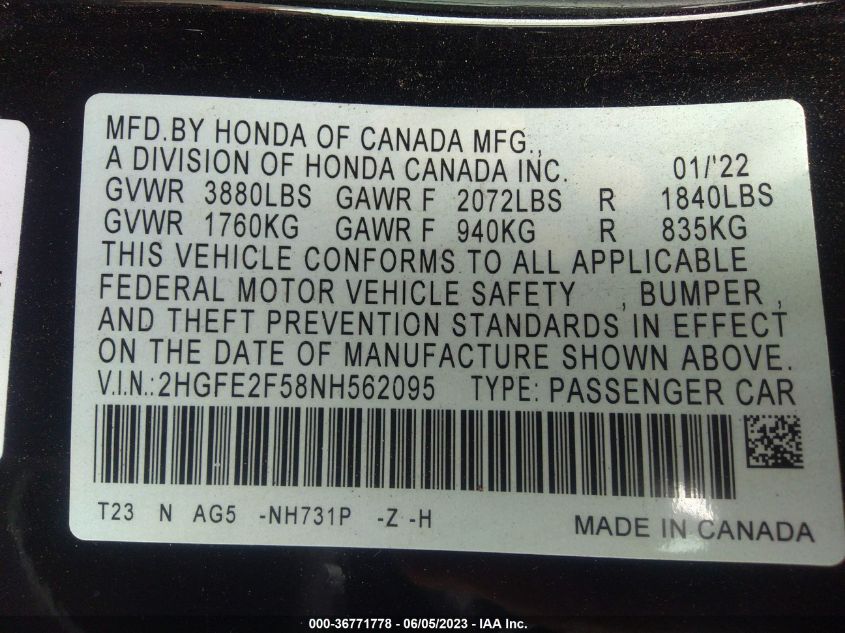 MFD.BY HONDA OF CANADA MFG.,
A DIVISION OF HONDA CANADA INC. 01/'22
GVWR 3880LBS GAWR F 2072LBS R 1840LBS
GVWR 1760KG GAWR F 940KG R 835KG
THIS VEHICLE CONFORMS TO ALL APPLICABLE
FEDERAL MOTOR VEHICLE SAFETY , BUMPER ,
AND THEFT PREVENTION STANDARDS IN EFFECT
ON THE DATE OF MANUFACTURE SHOWN ABOVE.
V.I.N.:2HGFE2F58NH562095 TYPE: PASSENGER CAR
T23 N AG5 -NH731P -Z -H
MADE IN CANADA
000-36771778 - 06/05/2023 - IAA Inc.